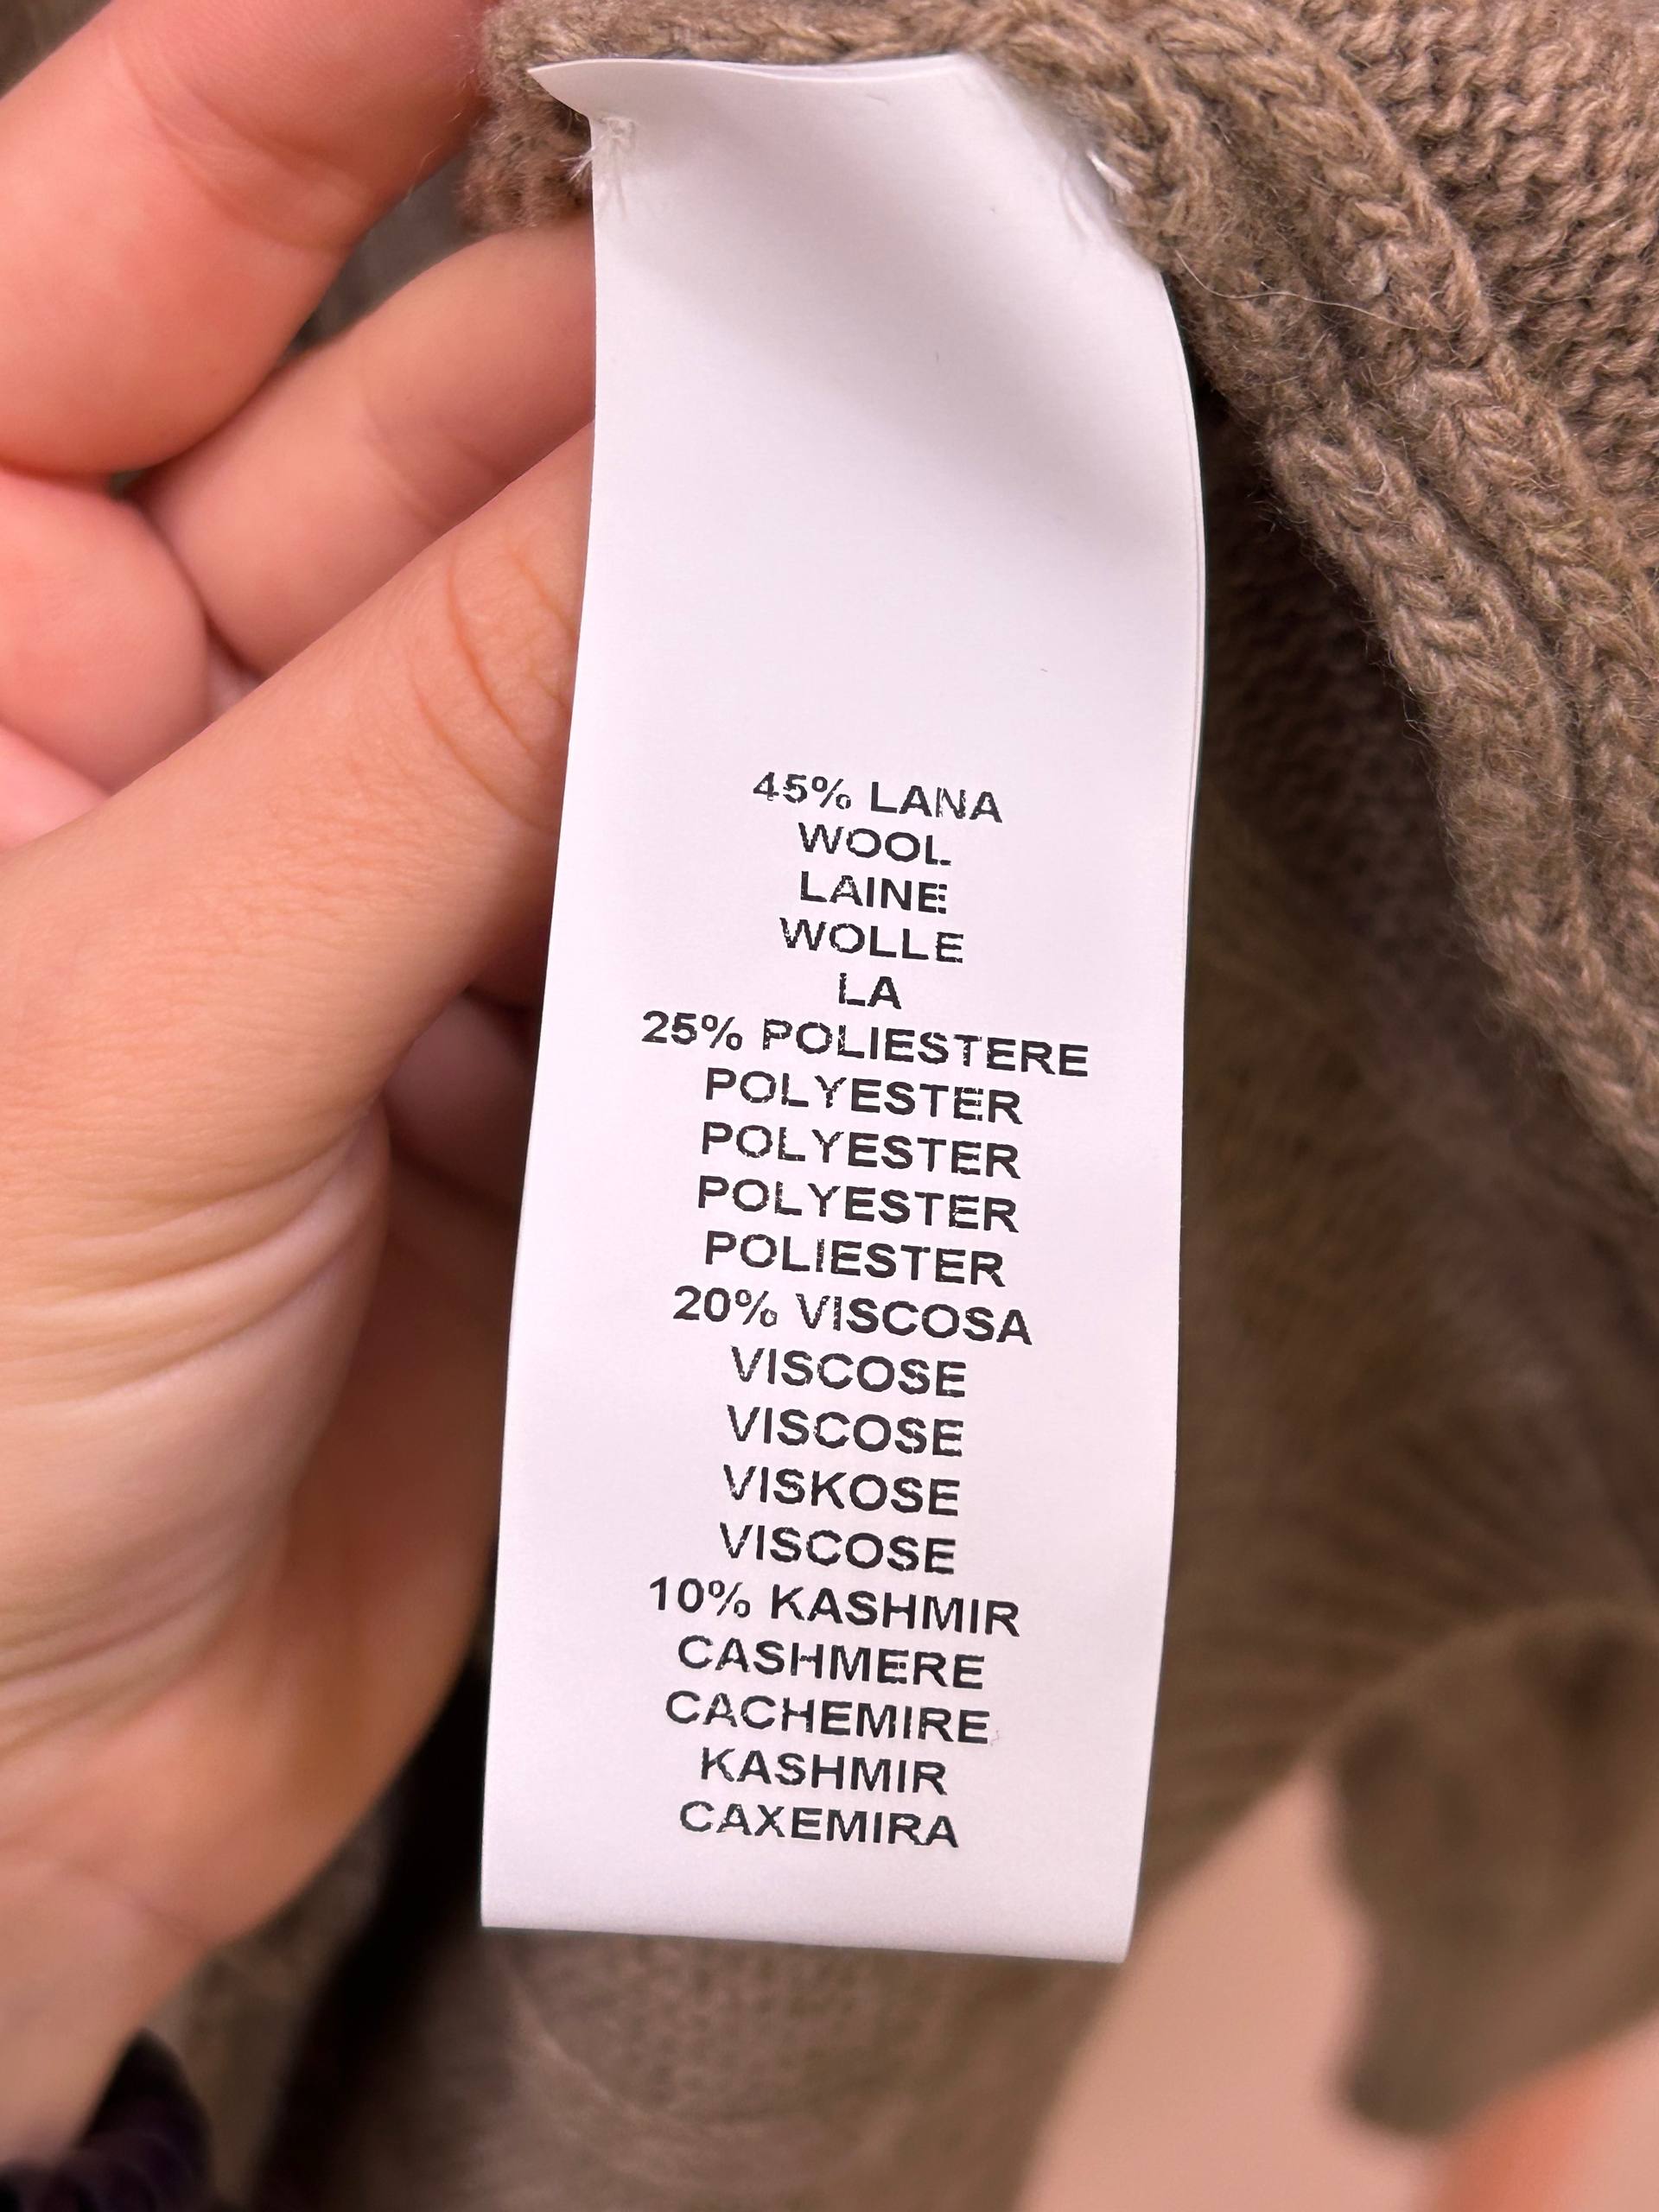 45% LANA
WOOL
LAINE
WOLLE
LA
25% POLIESTERE
POLYESTER
POLYESTER
POLYESTER
POLIESTER
20% VISCOSA
VISCOSE
VISCOSE
VISKOSE
VISCOSE
10% KASHMIR
CASHMERE
CACHEMIRE
KASHMIR
CAXEMIRA